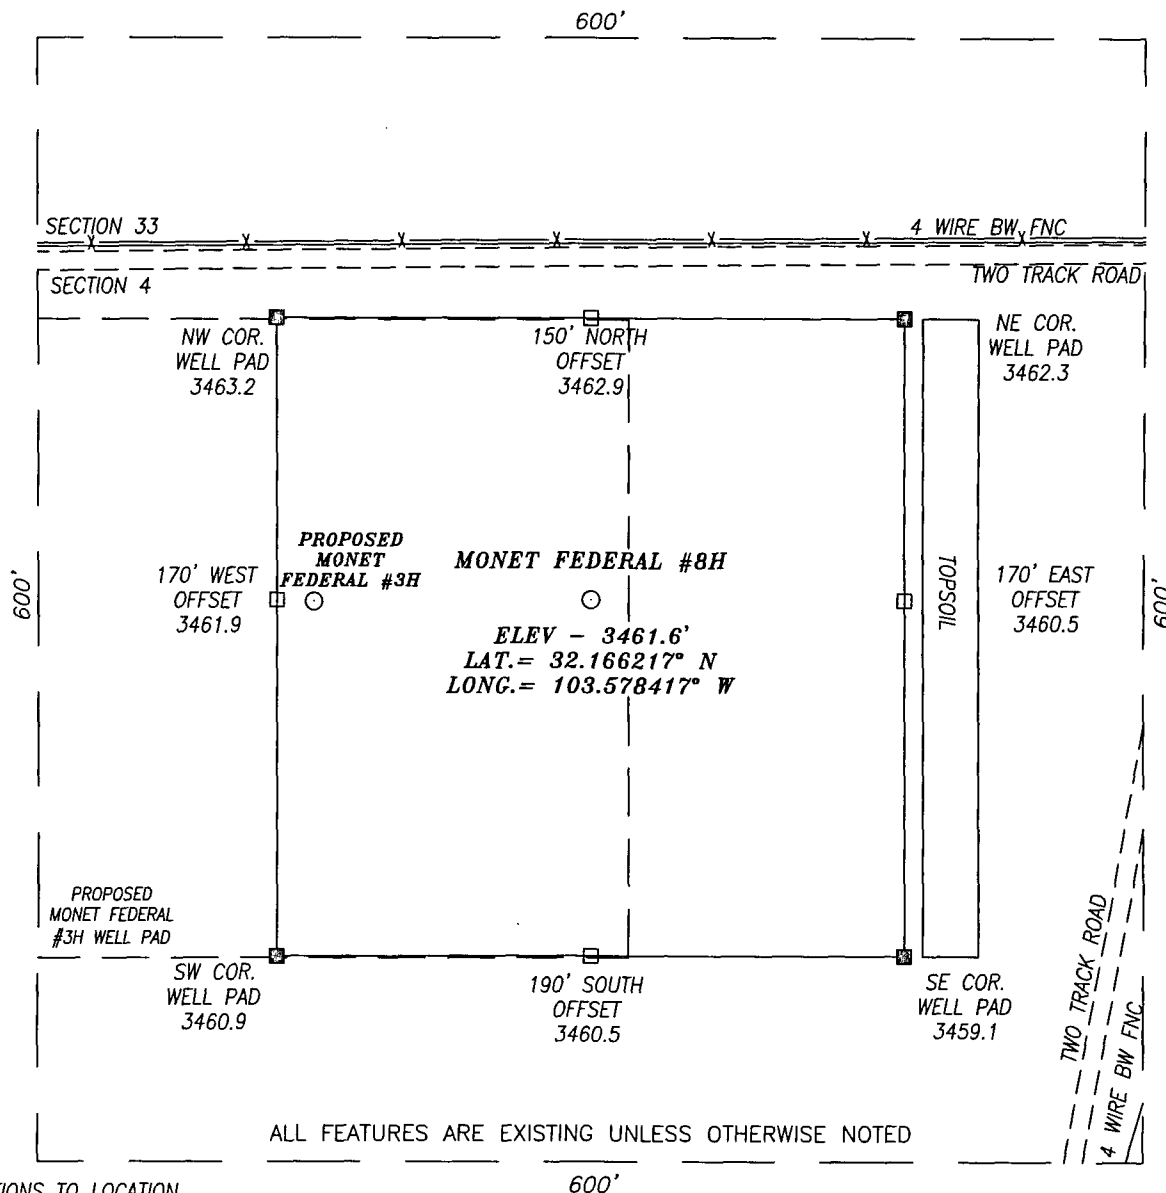 600'
SECTION 33
4 WIRE BW FNC
SECTION 4
TWO TRACK ROAD
NW COR.
WELL PAD
3463.2
150' NORTH
OFFSET
3462.9
NE COR.
WELL PAD
3462.3
PROPOSED
MONET
FEDERAL #3H
MONET FEDERAL #8H
170' WEST
OFFSET
3461.9
TOPSOIL
170' EAST
OFFSET
3460.5
600'
600'
ELEV - 3461.6'
LAT.= 32.166217° N
LONG.= 103.578417° W
PROPOSED
MONET FEDERAL
#3H WELL PAD
SW COR.
WELL PAD
3460.9
190' SOUTH
OFFSET
3460.5
SE COR.
WELL PAD
3459.1
TWO TRACK ROAD
4 WIRE BW FNC
ALL FEATURES ARE EXISTING UNLESS OTHERWISE NOTED
600'
TIONS TO LOCATION